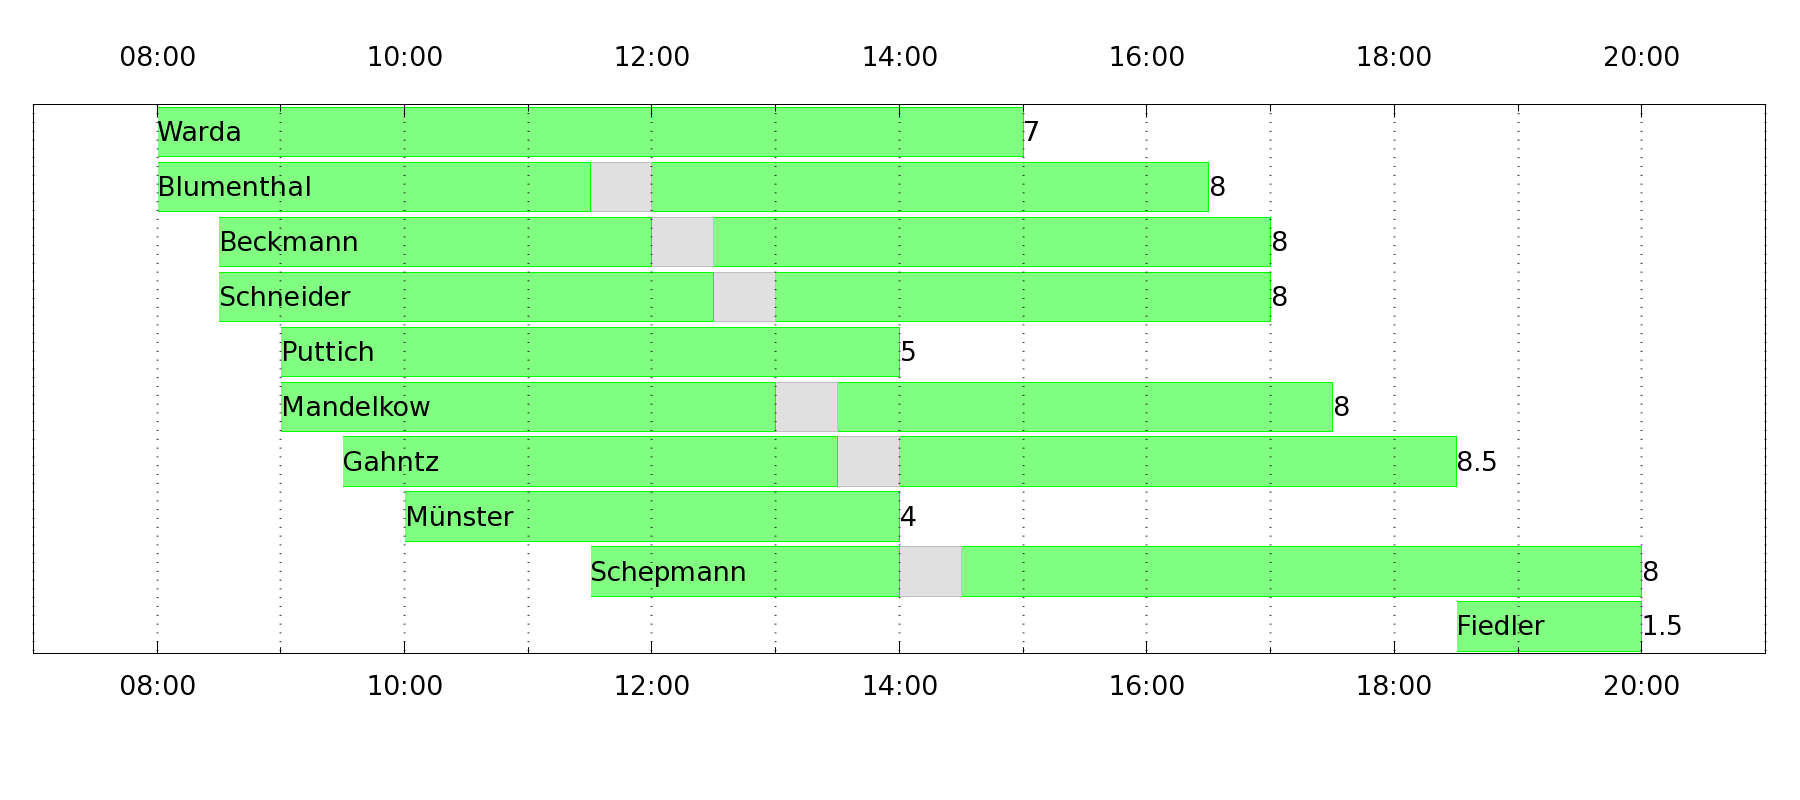 08:00 10:00 12:00 14:00 16:00 18:00 20:00
Warda 7
Blumenthal 8
Beckmann 8
Schneider 8
Puttich 5
Mandelkow 8
Gahntz 8.5
Münster 4
Schepmann 8
Fiedler 1.5
08:00 10:00 12:00 14:00 16:00 18:00 20:00